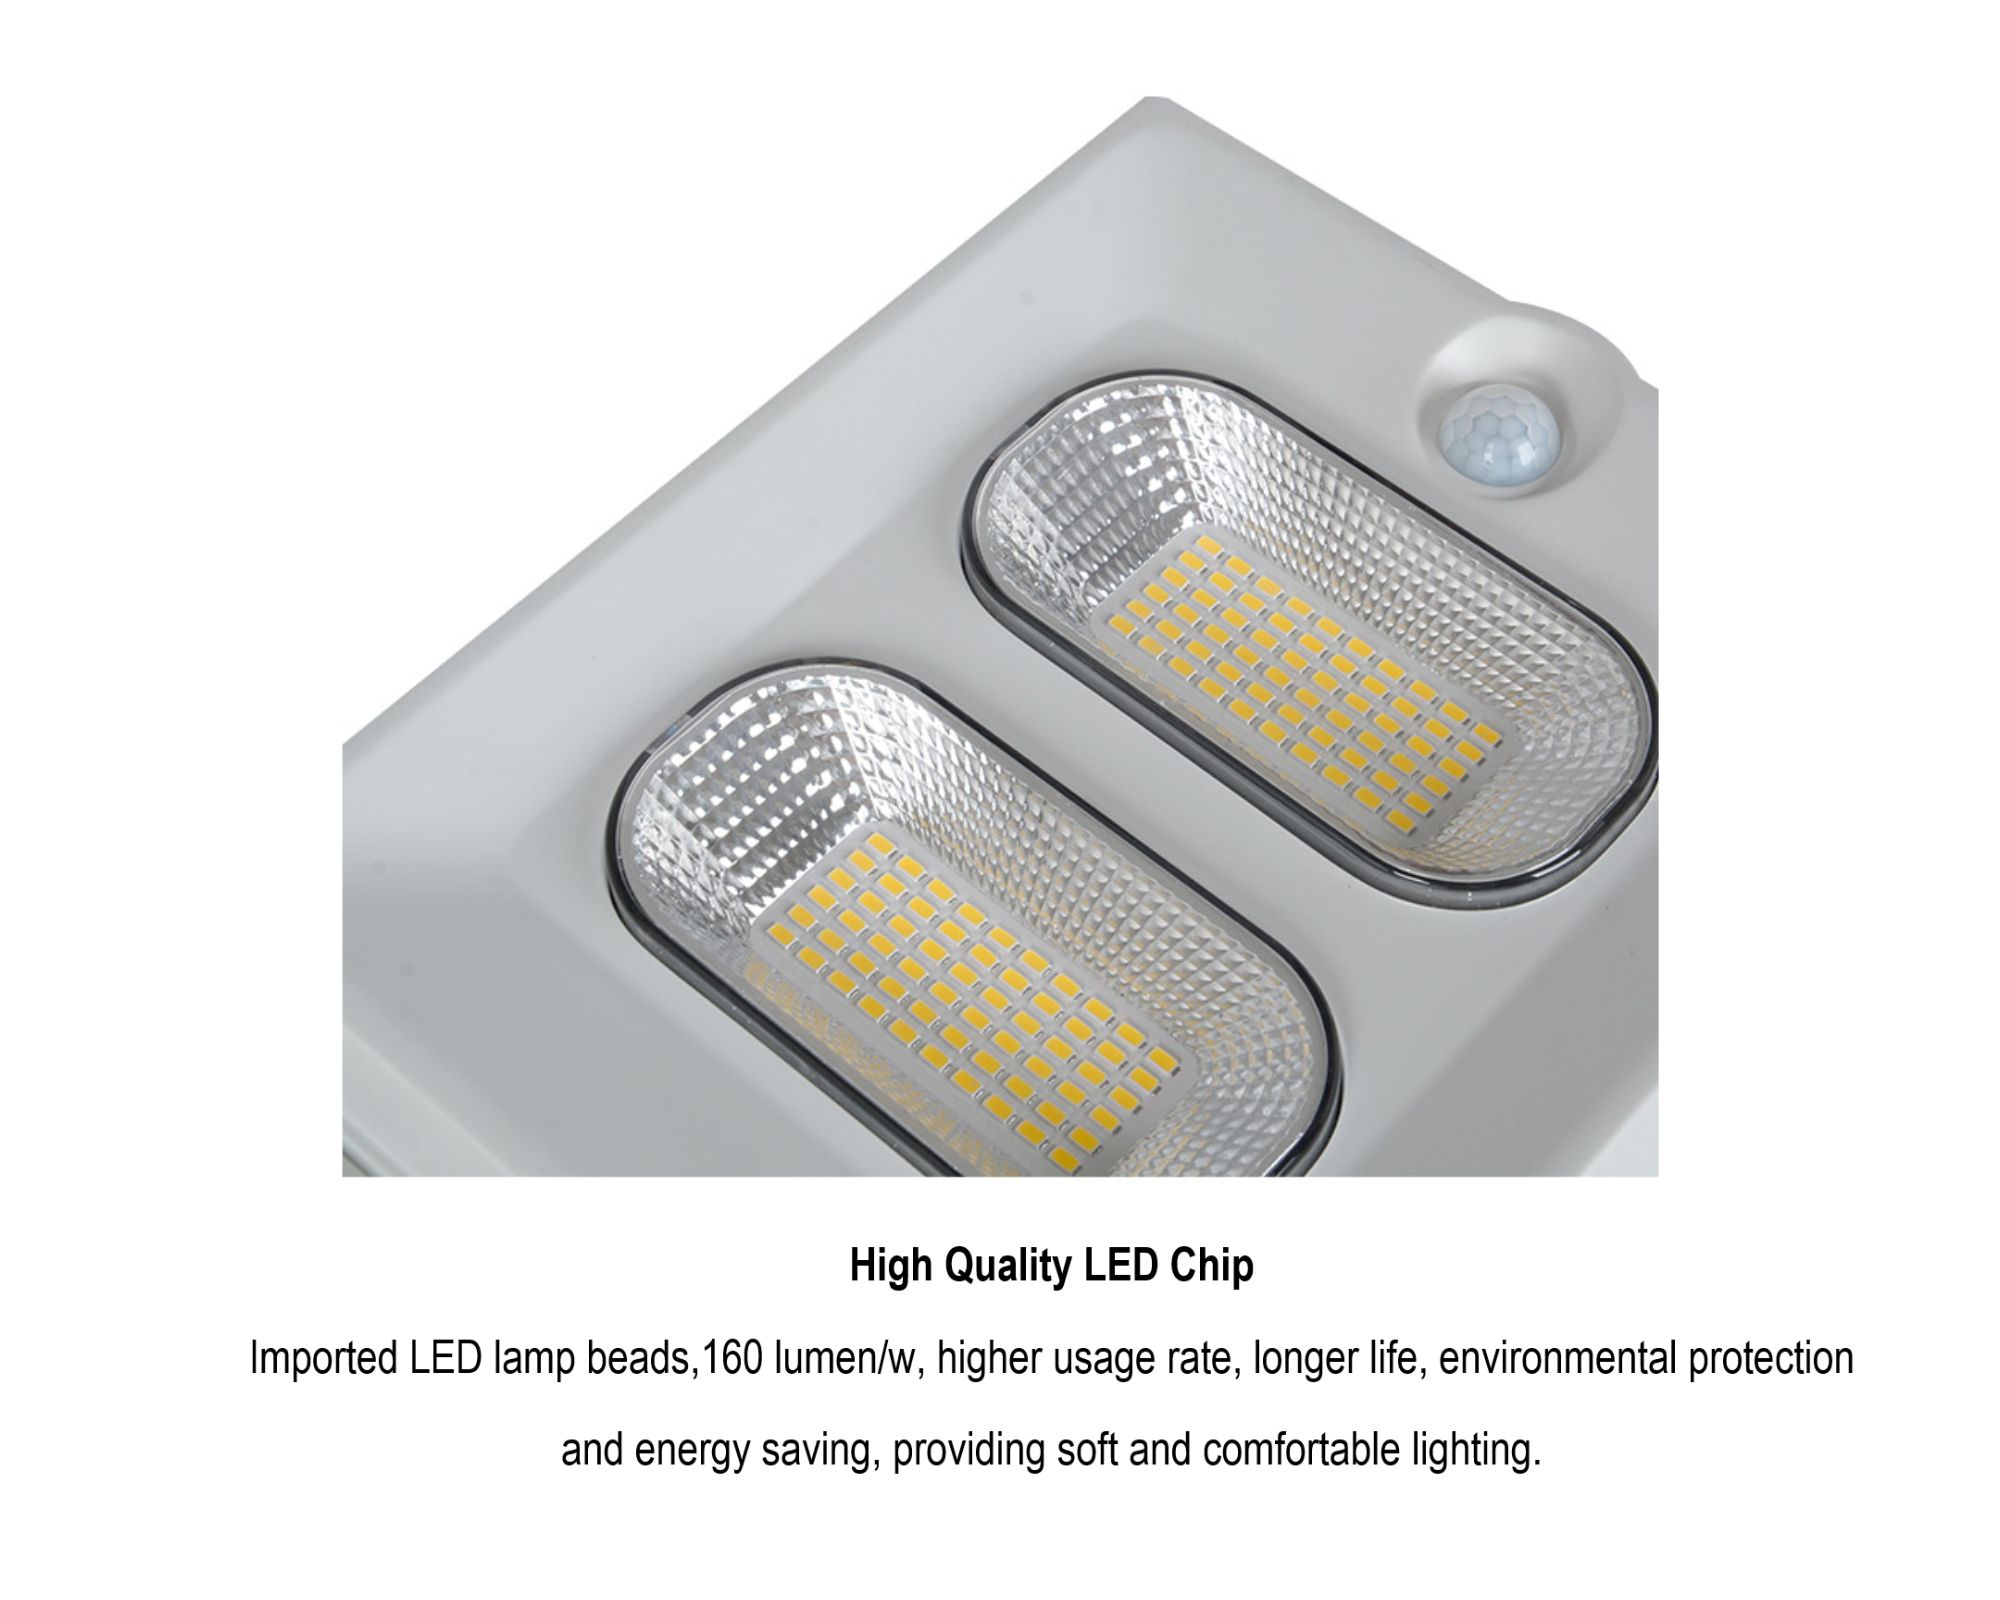 High Quality LED Chip
Imported LED lamp beads,160 lumen/w, higher usage rate, longer life, environmental protection
and energy saving, providing soft and comfortable lighting.